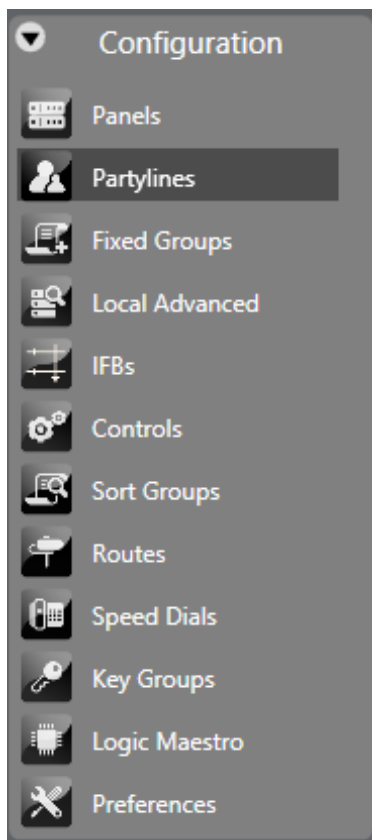 Configuration
Panels
Partylines
Fixed Groups
Local Advanced
IFBs
Controls
Sort Groups
Routes
Speed Dials
Key Groups
Logic Maestro
Preferences